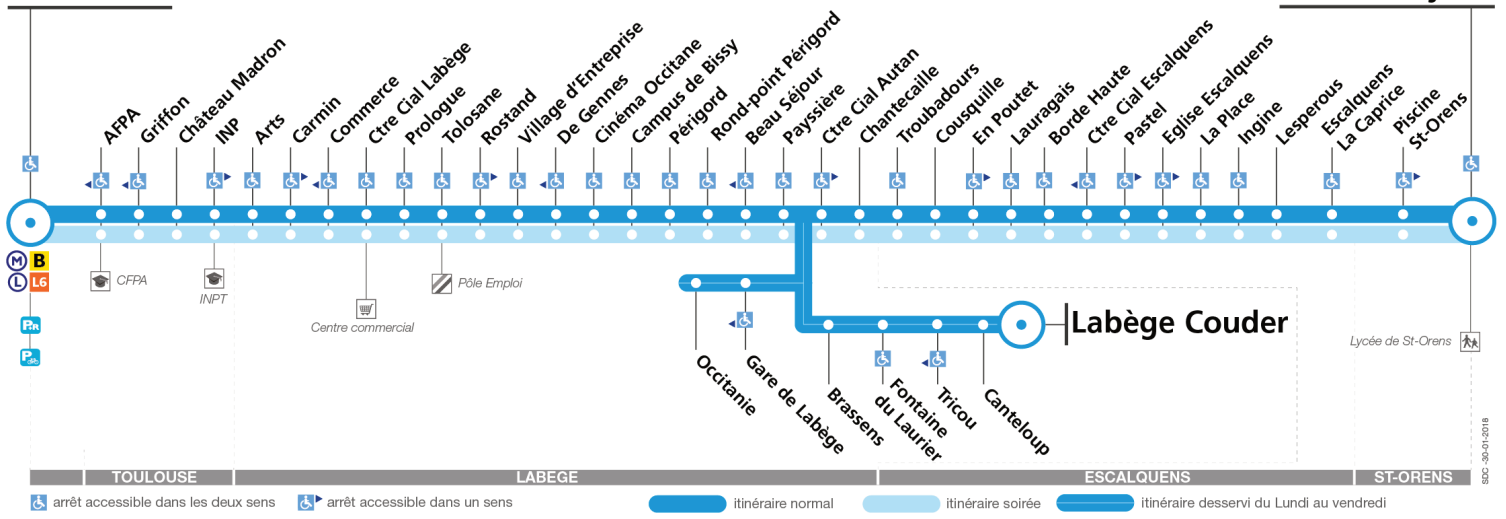 AFPA
Griffon
Château Madron
INP
Arts
Carmin
Commerce
Ctre Cial Labège
Prologue
Tolosane
Rostand
Village d'Entreprise
De Gennes
Cinéma Occitane
Campus de Bissy
Périgord
Rond-point Périgord
Beau Séjour
Payssière
Ctre Cial Autan
Chantecaille
Troubadours
Cousquille
En Poutet
Lauragais
Borde Haute
Ctre Cial Escalquens
Pastel
Eglise Escalquens
La Place
Ingine
Lesperous
Escalquens
La Caprice
Piscine
St-Orens
M B
L L6
P+R
P
CFPA
INPT
Centre commercial
Pôle Emploi
Occitanie
Gare de Labège
Brassens
Fontaine
du Laurier
Tricou
Canteloup
Labège Couder
Lycée de St-Orens
SDC -30-01-2018
TOULOUSE
LABEGE
ESCALQUENS
ST-ORENS
arrêt accessible dans les deux sens
arrêt accessible dans un sens
itinéraire normal
itinéraire soirée
itinéraire desservi du Lundi au vendredi